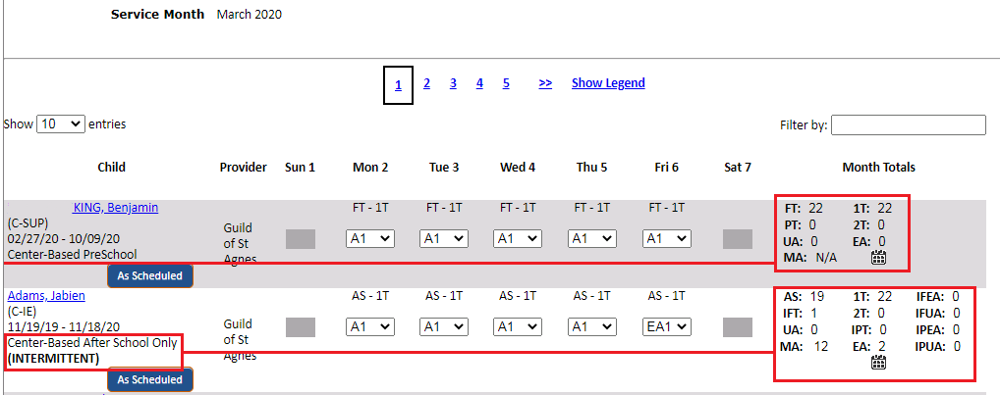 Service Month March 2020
1 2 3 4 5 >> Show Legend
Show 10 entries Filter by:
Child Provider Sun 1 Mon 2 Tue 3 Wed 4 Thu 5 Fri 6 Sat 7 Month Totals
KING, Benjamin FT - 1T FT - 1T FT - 1T FT - 1T FT - 1T FT: 22 1T: 22
(C-SUP) Guild PT: 0 2T: 0
02/27/20 - 10/09/20 of St A1 A1 A1 A1 A1 UA: 0 EA: 0
Center-Based PreSchool Agnes MA: N/A
As Scheduled
Adams, Jabien AS - 1T AS - 1T AS - 1T AS - 1T AS - 1T AS: 19 1T: 22 IFEA: 0
(C-IE) IFT: 1 2T: 0 IFUA: 0
11/19/19 - 11/18/20 Guild A1 A1 A1 A1 EA1 UA: 0 IPT: 0 IPEA: 0
Center-Based After School Only of St MA: 12 EA: 2 IPUA: 0
(INTERMITTENT) Agnes
As Scheduled